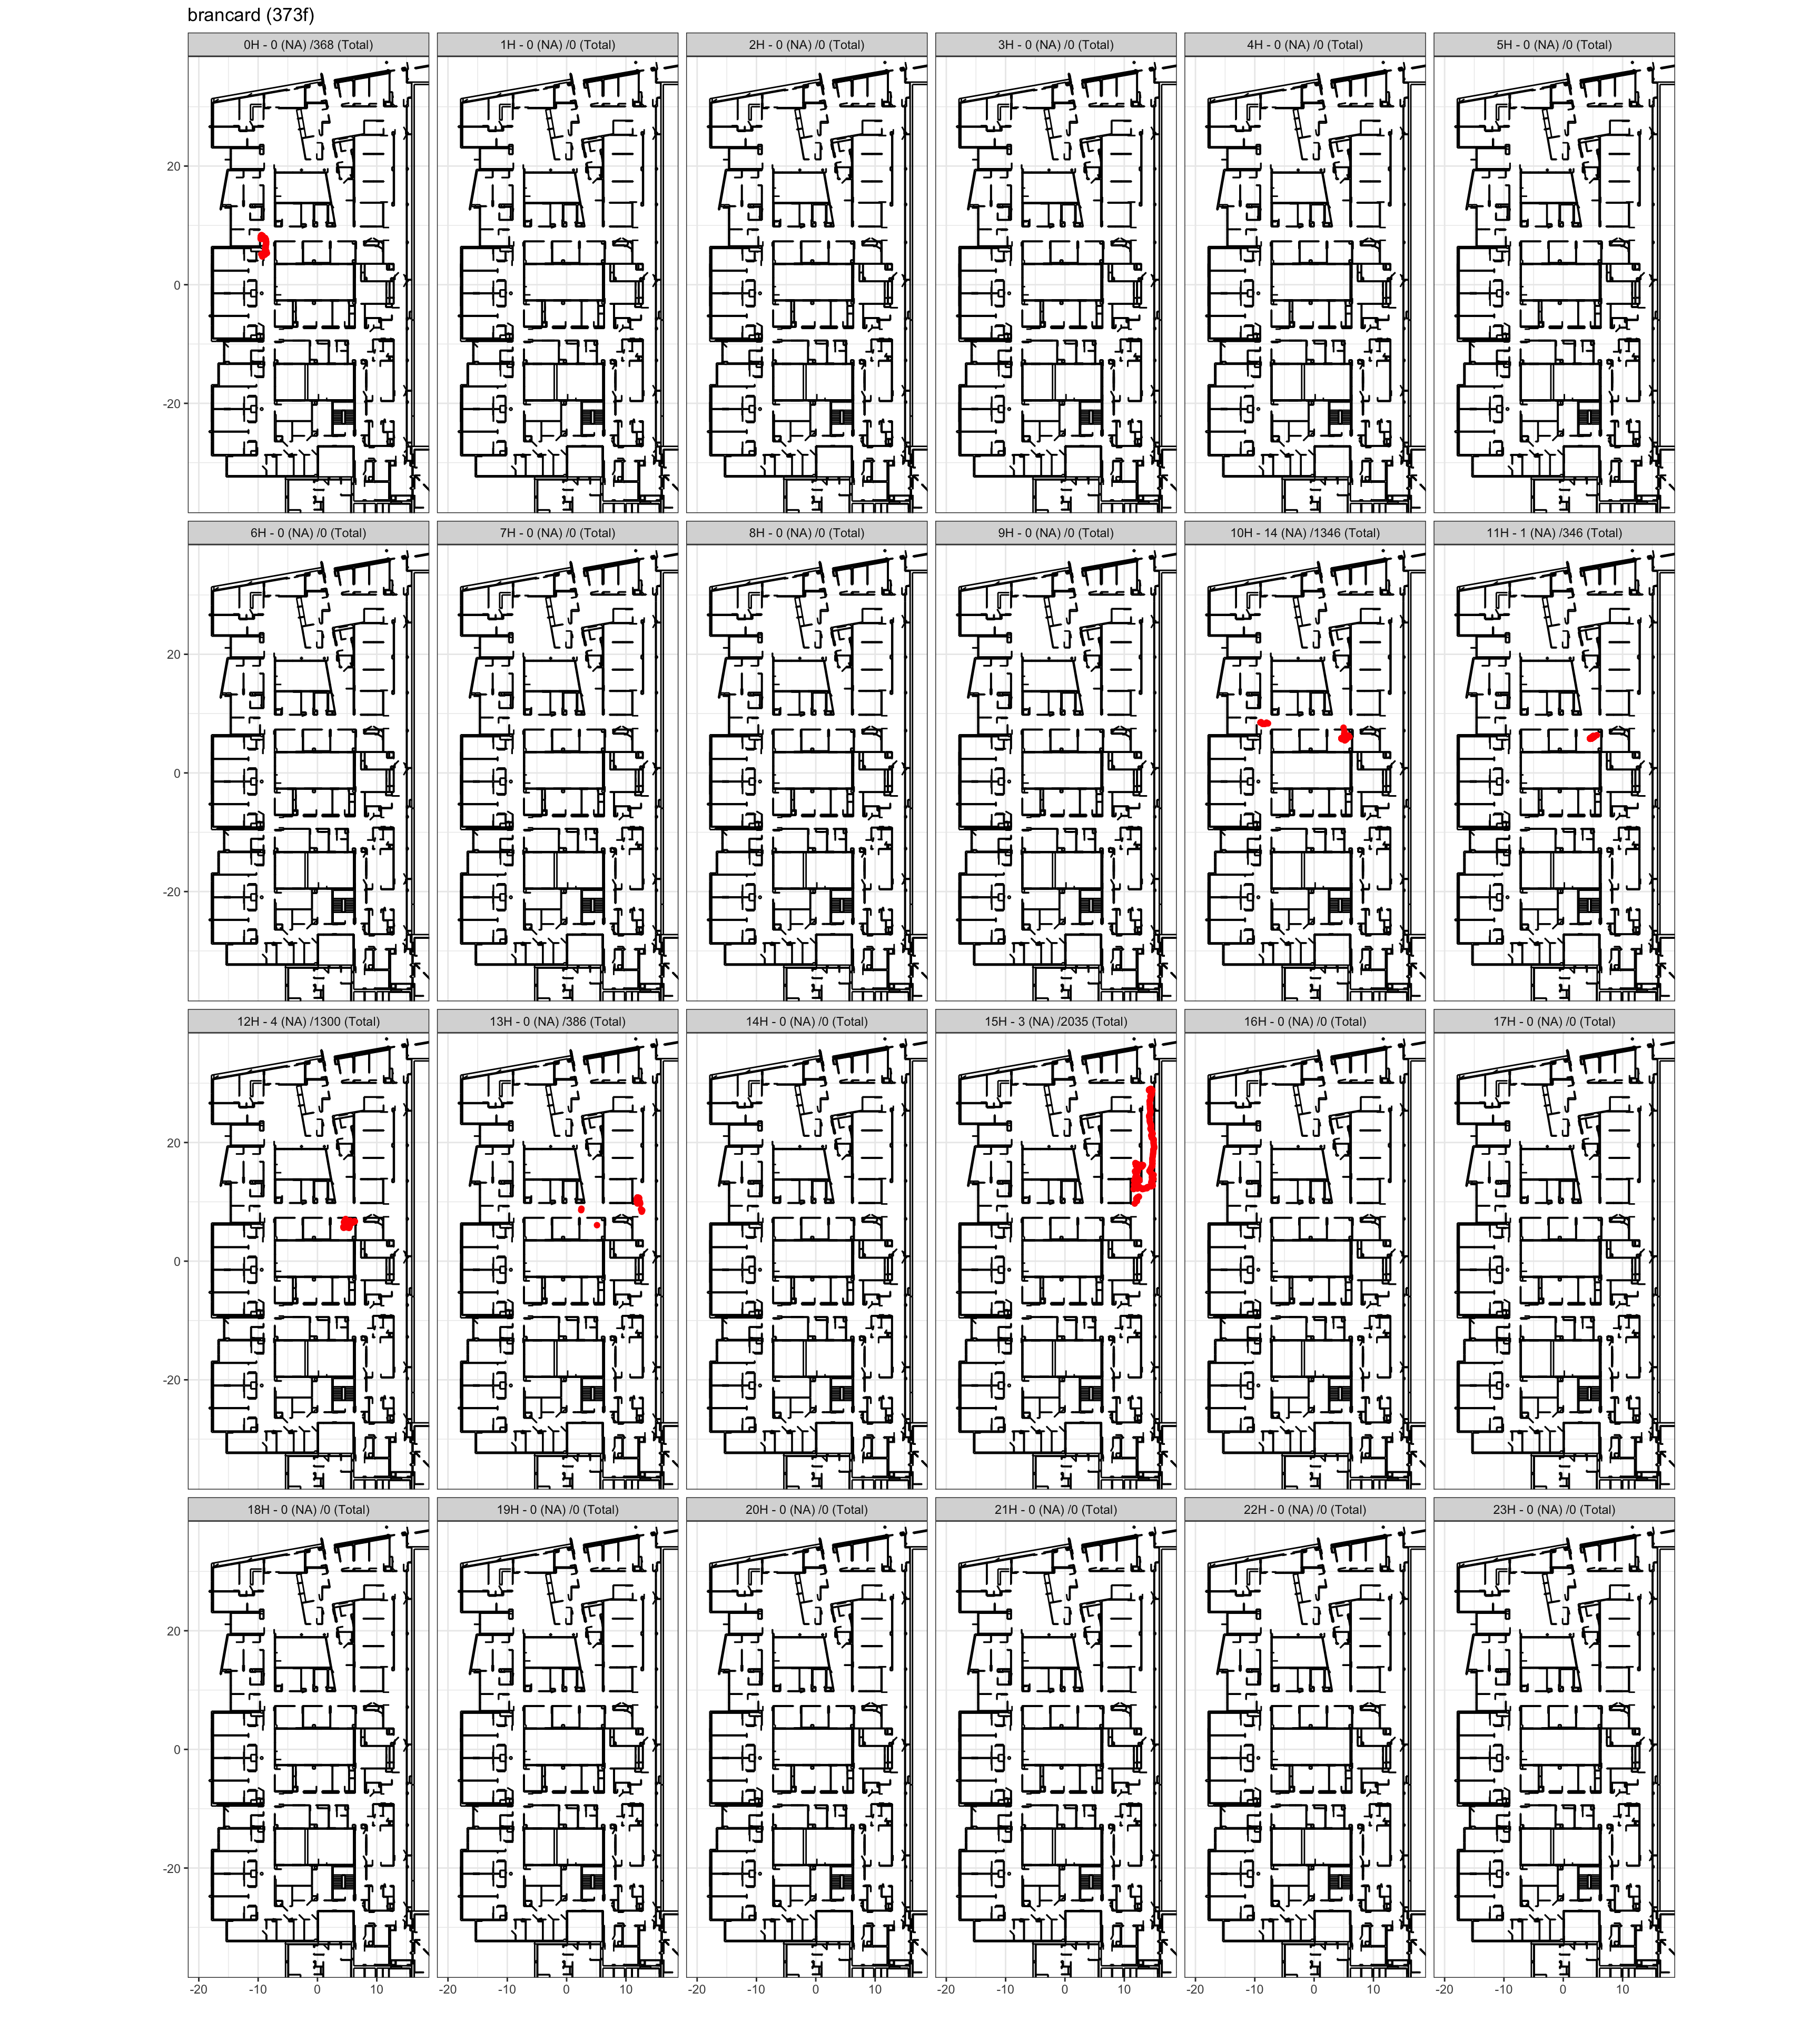 brancard (373f)
0H - 0 (NA) /368 (Total) 1H - 0 (NA) /0 (Total) 2H - 0 (NA) /0 (Total) 3H - 0 (NA) /0 (Total) 4H - 0 (NA) /0 (Total) 5H - 0 (NA) /0 (Total)
20
0
-20
6H - 0 (NA) /0 (Total) 7H - 0 (NA) /0 (Total) 8H - 0 (NA) /0 (Total) 9H - 0 (NA) /0 (Total) 10H - 14 (NA) /1346 (Total) 11H - 1 (NA) /346 (Total)
20
0
-20
12H - 4 (NA) /1300 (Total) 13H - 0 (NA) /386 (Total) 14H - 0 (NA) /0 (Total) 15H - 3 (NA) /2035 (Total) 16H - 0 (NA) /0 (Total) 17H - 0 (NA) /0 (Total)
20
0
-20
18H - 0 (NA) /0 (Total) 19H - 0 (NA) /0 (Total) 20H - 0 (NA) /0 (Total) 21H - 0 (NA) /0 (Total) 22H - 0 (NA) /0 (Total) 23H - 0 (NA) /0 (Total)
20
0
-20
-20 -10 0 10 -20 -10 0 10 -20 -10 0 10 -20 -10 0 10 -20 -10 0 10 -20 -10 0 10